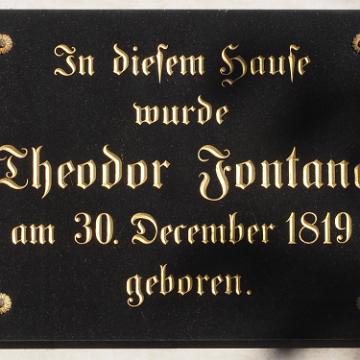 In dieſem Hauſe
wurde
Theodor Fontane
am 30. December 1819
geboren.